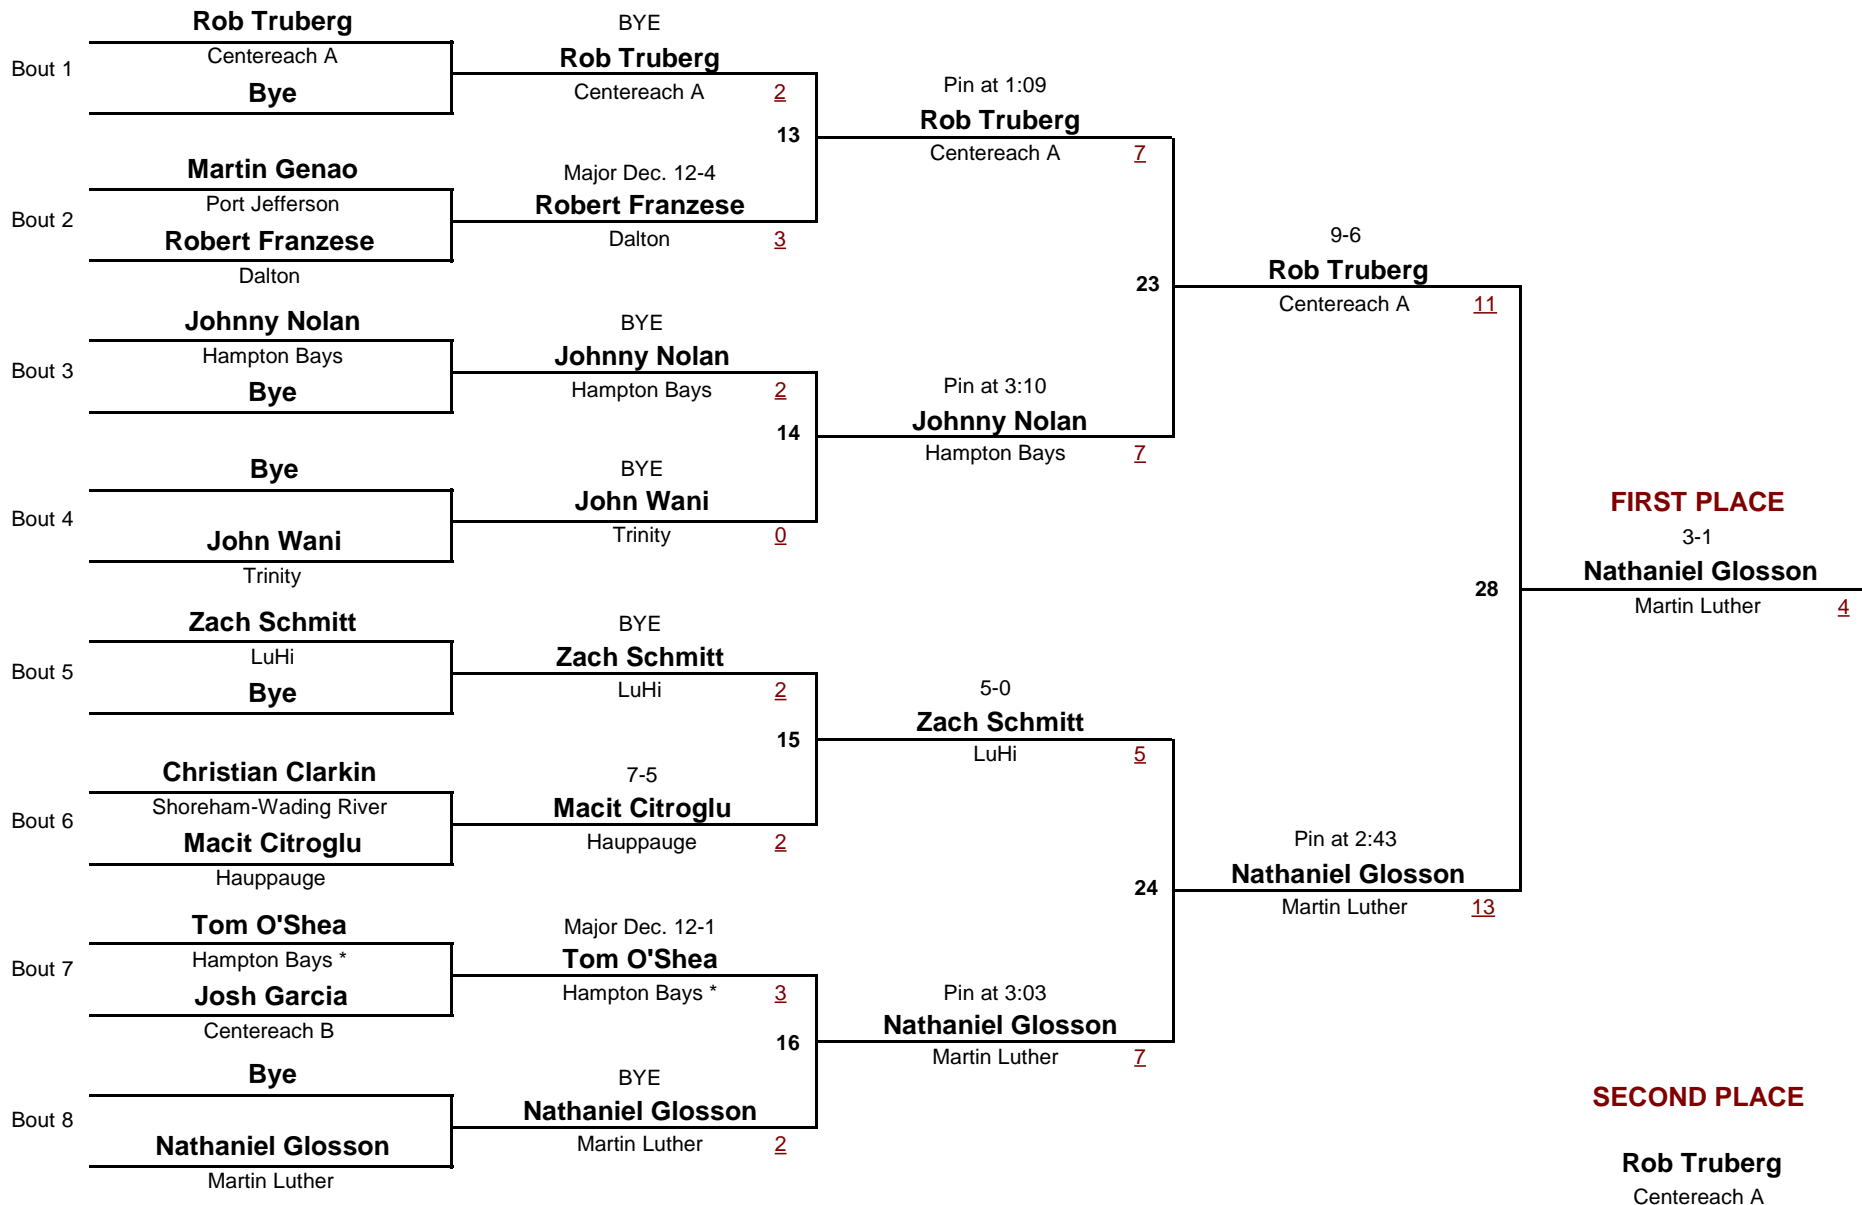 Rob Truberg
Bout 1
Centereach A
Bye
Martin Genao
Bout 2
Port Jefferson
Robert Franzese
Dalton
Johnny Nolan
Bout 3
Hampton Bays
Bye
Bye
Bout 4
John Wani
Trinity
Zach Schmitt
Bout 5
LuHi
Bye
Christian Clarkin
Bout 6
Shoreham-Wading River
Macit Citroglu
Hauppauge
Tom O'Shea
Bout 7
Hampton Bays *
Josh Garcia
Centereach B
Bye
Bout 8
Nathaniel Glosson
Martin Luther
BYE
Rob Truberg
Centereach A 2
13
Major Dec. 12-4
Robert Franzese
Dalton 3
BYE
Johnny Nolan
Hampton Bays 2
14
BYE
John Wani
Trinity 0
BYE
Zach Schmitt
LuHi 2
15
7-5
Macit Citroglu
Hauppauge 2
Major Dec. 12-1
Tom O'Shea
Hampton Bays * 3
16
BYE
Nathaniel Glosson
Martin Luther 2
Pin at 1:09
Rob Truberg
Centereach A 7
23
Pin at 3:10
Johnny Nolan
Hampton Bays 7
5-0
Zach Schmitt
LuHi 5
24
Pin at 3:03
Nathaniel Glosson
Martin Luther 7
9-6
Rob Truberg
Centereach A 11
28
Pin at 2:43
Nathaniel Glosson
Martin Luther 13
FIRST PLACE
3-1
Nathaniel Glosson
Martin Luther 4
SECOND PLACE
Rob Truberg
Centereach A